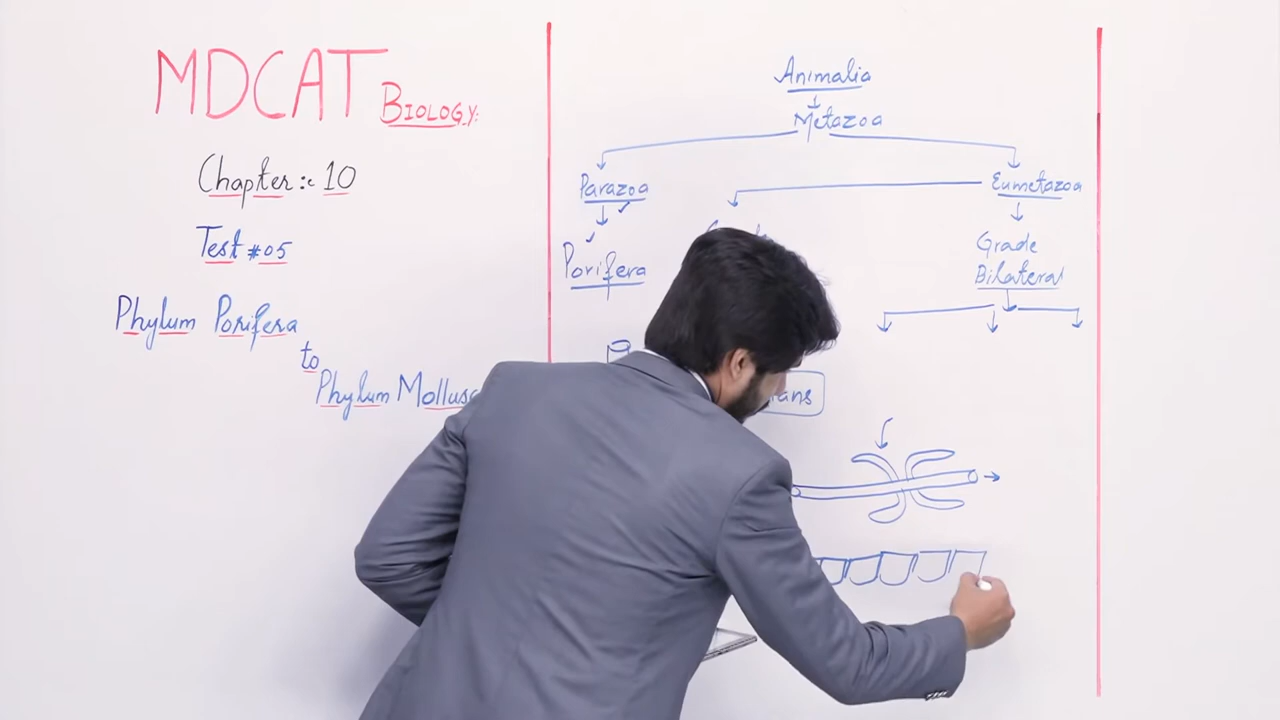 MDCAT BIOLOGY:
Chapter :: 10
Test #05
Phylum Porifera
to
Phylum Mollusc
Animalia
Metazoa
Parazoa
Eumetazoa
Porifera
Grade
Bilateral